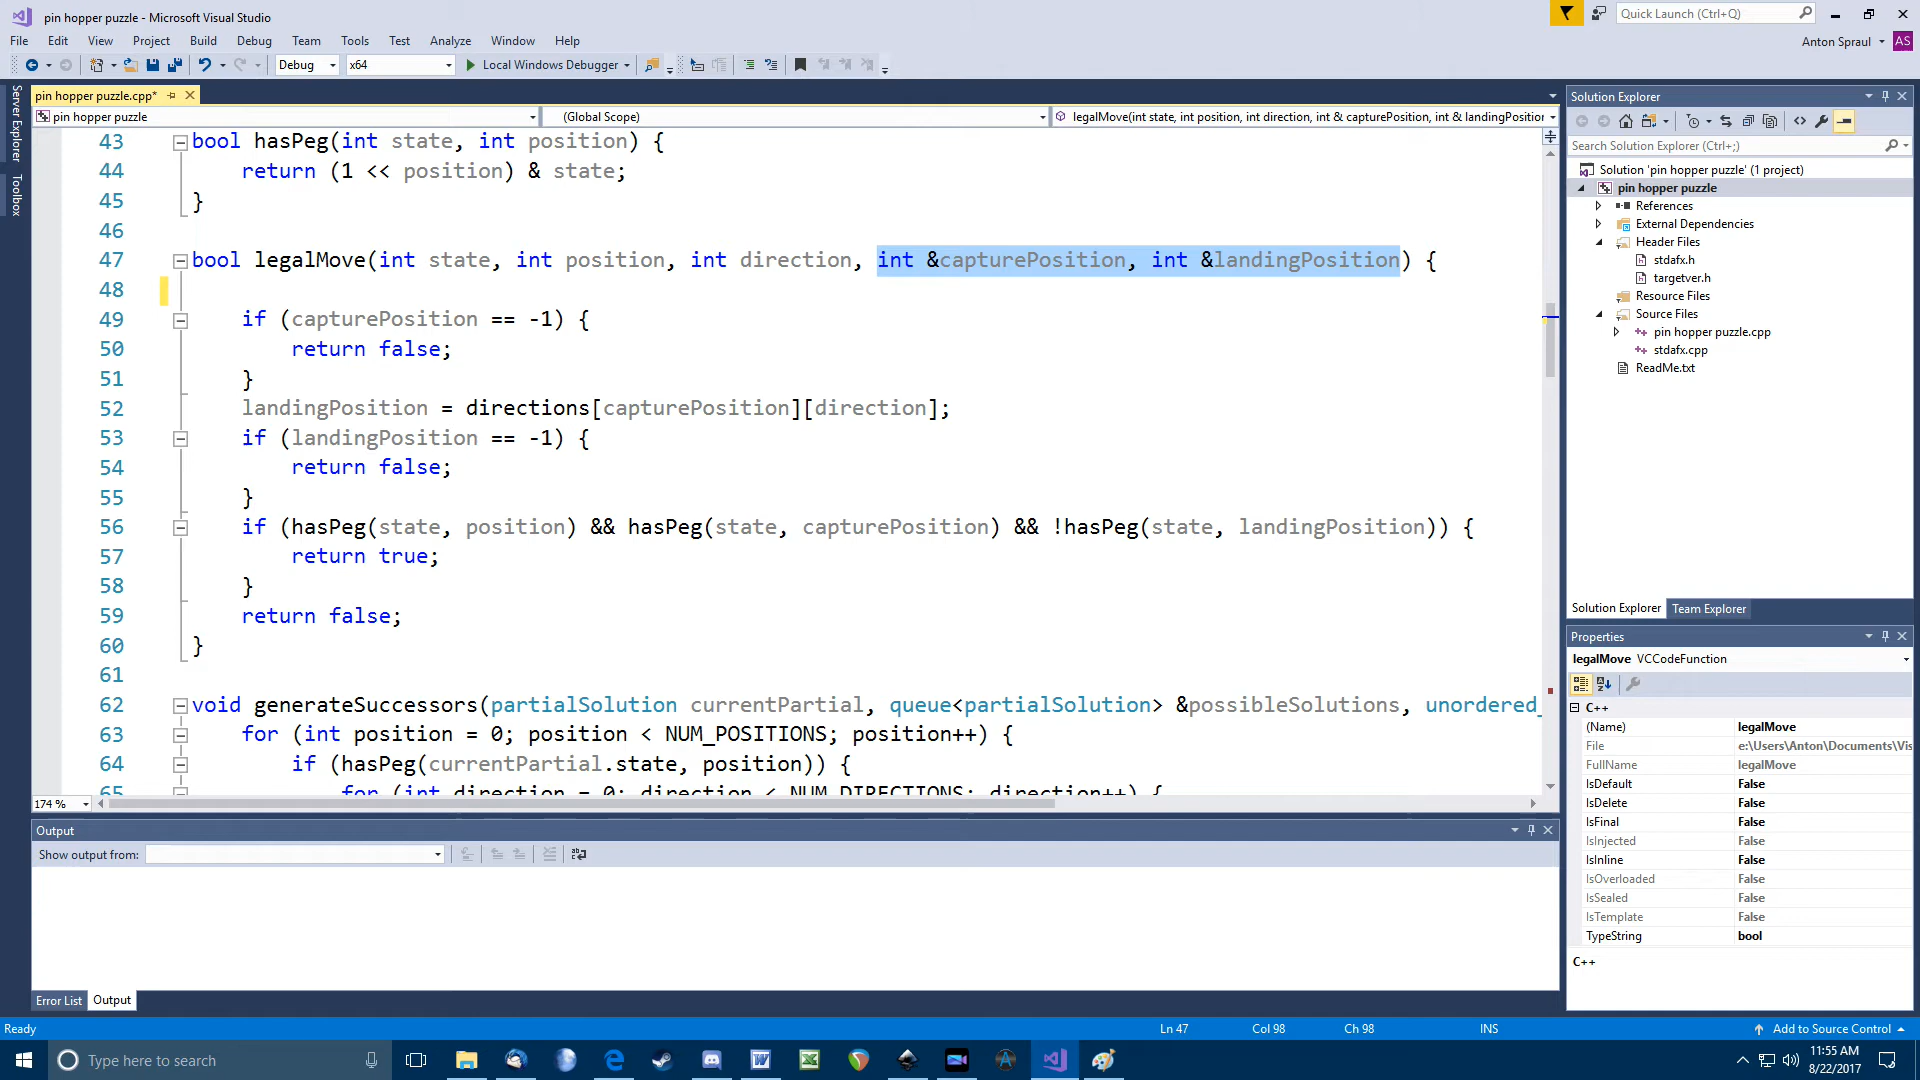 pin hopper puzzle - Microsoft Visual Studio
Quick Launch (Ctrl+Q)
File Edit View Project Build Debug Team Tools Test Analyze Window Help
Anton Spraul AS
Debug x64 Local Windows Debugger
Server Explorer
Toolbox
pin hopper puzzle.cpp*
pin hopper puzzle (Global Scope) legalMove(int state, int position, int direction, int & capturePosition, int & landingPosition
43 bool hasPeg(int state, int position) {
44 return (1 << position) & state;
45 }
46
47 bool legalMove(int state, int position, int direction, int &capturePosition, int &landingPosition) {
48
49 if (capturePosition == -1) {
50 return false;
51 }
52 landingPosition = directions[capturePosition][direction];
53 if (landingPosition == -1) {
54 return false;
55 }
56 if (hasPeg(state, position) && hasPeg(state, capturePosition) && !hasPeg(state, landingPosition)) {
57 return true;
58 }
59 return false;
60 }
61
62 void generateSuccessors(partialSolution currentPartial, queue<partialSolution> &possibleSolutions, unordered_
63 for (int position = 0; position < NUM_POSITIONS; position++) {
64 if (hasPeg(currentPartial.state, position)) {
65 for (int direction = 0; direction < NUM_DIRECTIONS; direction++) {
174 %
Output
Show output from:
Error List Output
Solution Explorer
Search Solution Explorer (Ctrl+;)
Solution 'pin hopper puzzle' (1 project)
pin hopper puzzle
References
External Dependencies
Header Files
stdafx.h
targetver.h
Resource Files
Source Files
pin hopper puzzle.cpp
stdafx.cpp
ReadMe.txt
Solution Explorer Team Explorer
Properties
legalMove VCCodeFunction
C++
(Name) legalMove
File e:\Users\Anton\Documents\Vis
FullName legalMove
IsDefault False
IsDelete False
IsFinal False
IsInjected False
IsInline False
IsOverloaded False
IsSealed False
IsTemplate False
TypeString bool
C++
Ready Ln 47 Col 98 Ch 98 INS Add to Source Control
Type here to search
11:55 AM
8/22/2017